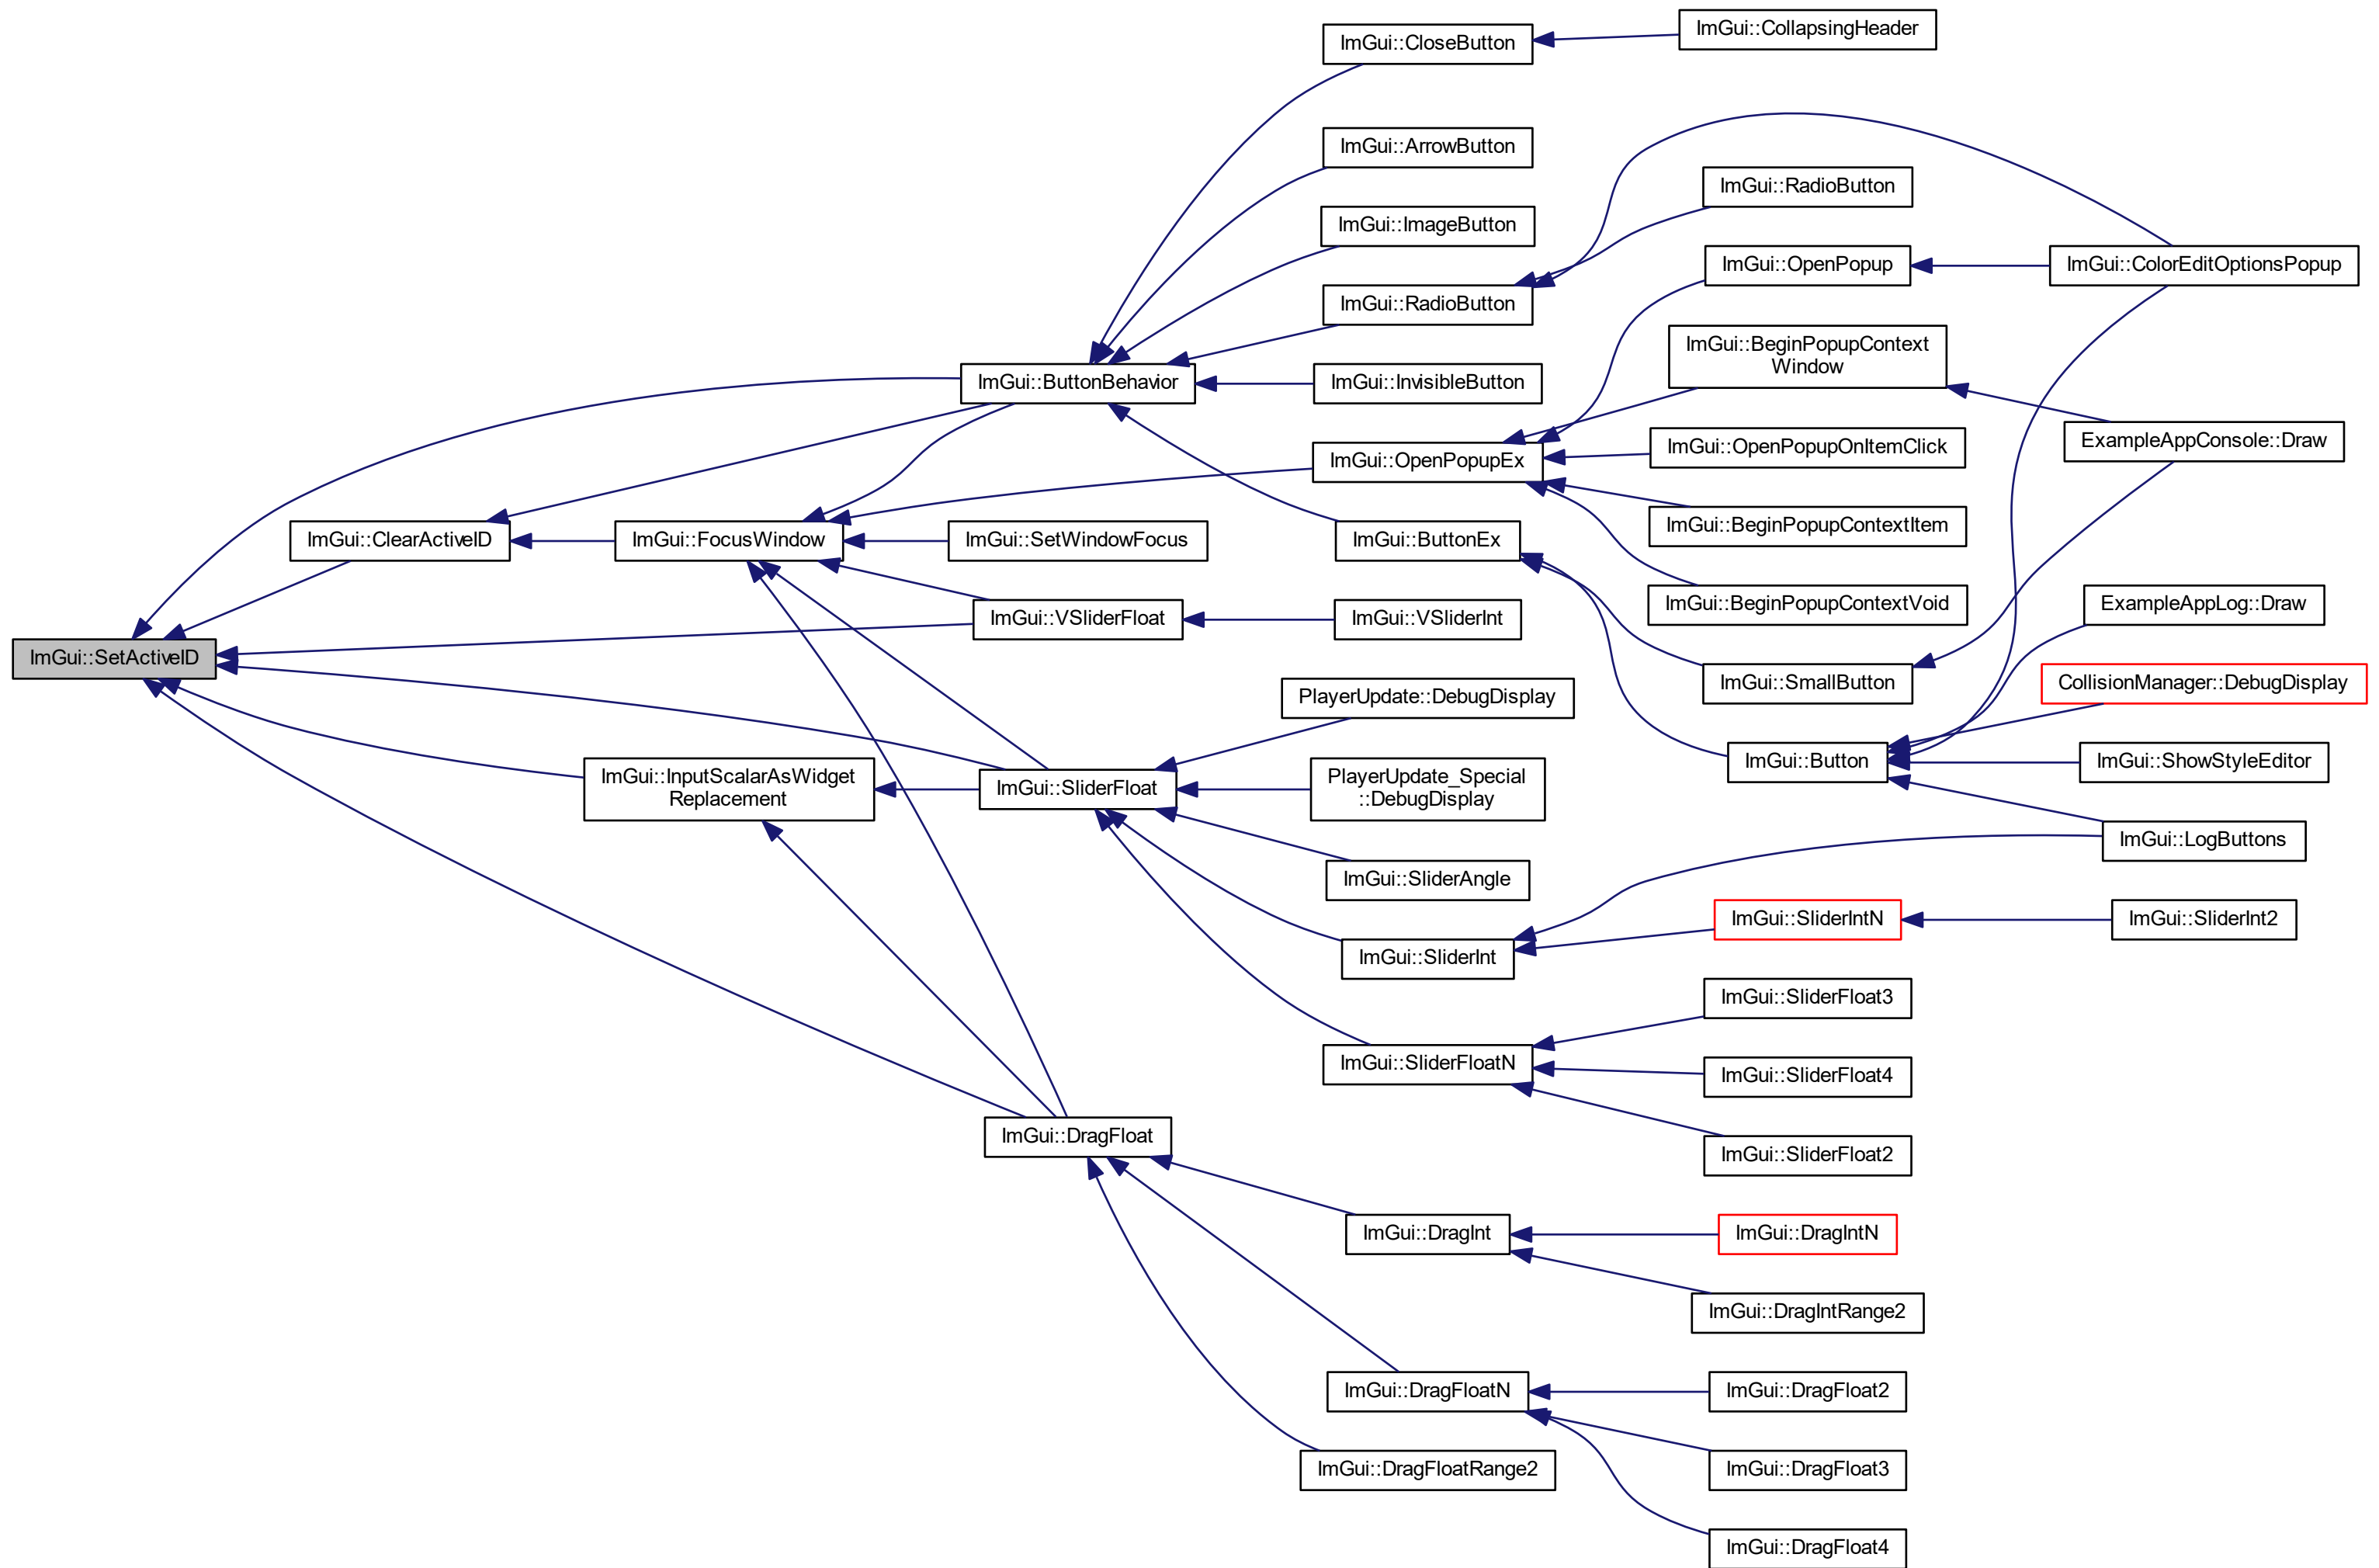 ImGui::SetActiveID
ImGui::ClearActiveID
ImGui::FocusWindow
ImGui::InputScalarAsWidget
Replacement
ImGui::ButtonBehavior
ImGui::SetWindowFocus
ImGui::VSliderFloat
ImGui::SliderFloat
ImGui::DragFloat
ImGui::CloseButton
ImGui::ArrowButton
ImGui::ImageButton
ImGui::RadioButton
ImGui::InvisibleButton
ImGui::OpenPopupEx
ImGui::ButtonEx
ImGui::VSliderInt
PlayerUpdate::DebugDisplay
PlayerUpdate_Special
::DebugDisplay
ImGui::SliderAngle
ImGui::SliderInt
ImGui::SliderFloatN
ImGui::DragInt
ImGui::DragFloatN
ImGui::DragFloatRange2
ImGui::CollapsingHeader
ImGui::RadioButton
ImGui::OpenPopup
ImGui::BeginPopupContext
Window
ImGui::OpenPopupOnItemClick
ImGui::BeginPopupContextItem
ImGui::BeginPopupContextVoid
ImGui::SmallButton
ImGui::Button
ImGui::SliderIntN
ImGui::SliderFloat3
ImGui::SliderFloat4
ImGui::SliderFloat2
ImGui::DragIntN
ImGui::DragIntRange2
ImGui::DragFloat2
ImGui::DragFloat3
ImGui::DragFloat4
ImGui::ColorEditOptionsPopup
ExampleAppConsole::Draw
ExampleAppLog::Draw
CollisionManager::DebugDisplay
ImGui::ShowStyleEditor
ImGui::LogButtons
ImGui::SliderInt2